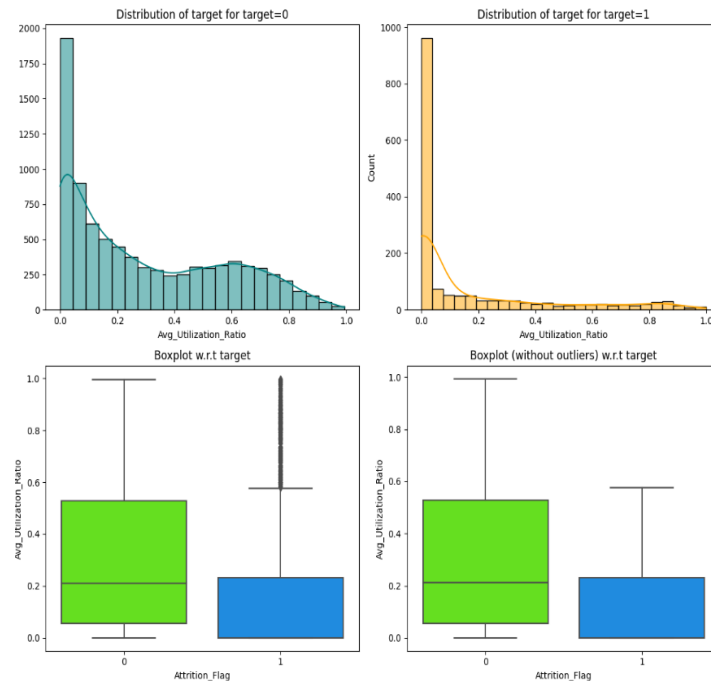 Distribution of target for target=0
2000
1750
1500
1250
1000
750
500
250
0
0.0 0.2 0.4 0.6 0.8 1.0
Avg_Utilization_Ratio
Distribution of target for target=1
Count
1000
800
600
400
200
0
0.0 0.2 0.4 0.6 0.8 1.0
Avg_Utilization_Ratio
Boxplot w.r.t target
Avg_Utilization_Ratio
1.0
0.8
0.6
0.4
0.2
0.0
0 1
Attrition_Flag
Boxplot (without outliers) w.r.t target
Avg_Utilization_Ratio
1.0
0.8
0.6
0.4
0.2
0.0
0 1
Attrition_Flag